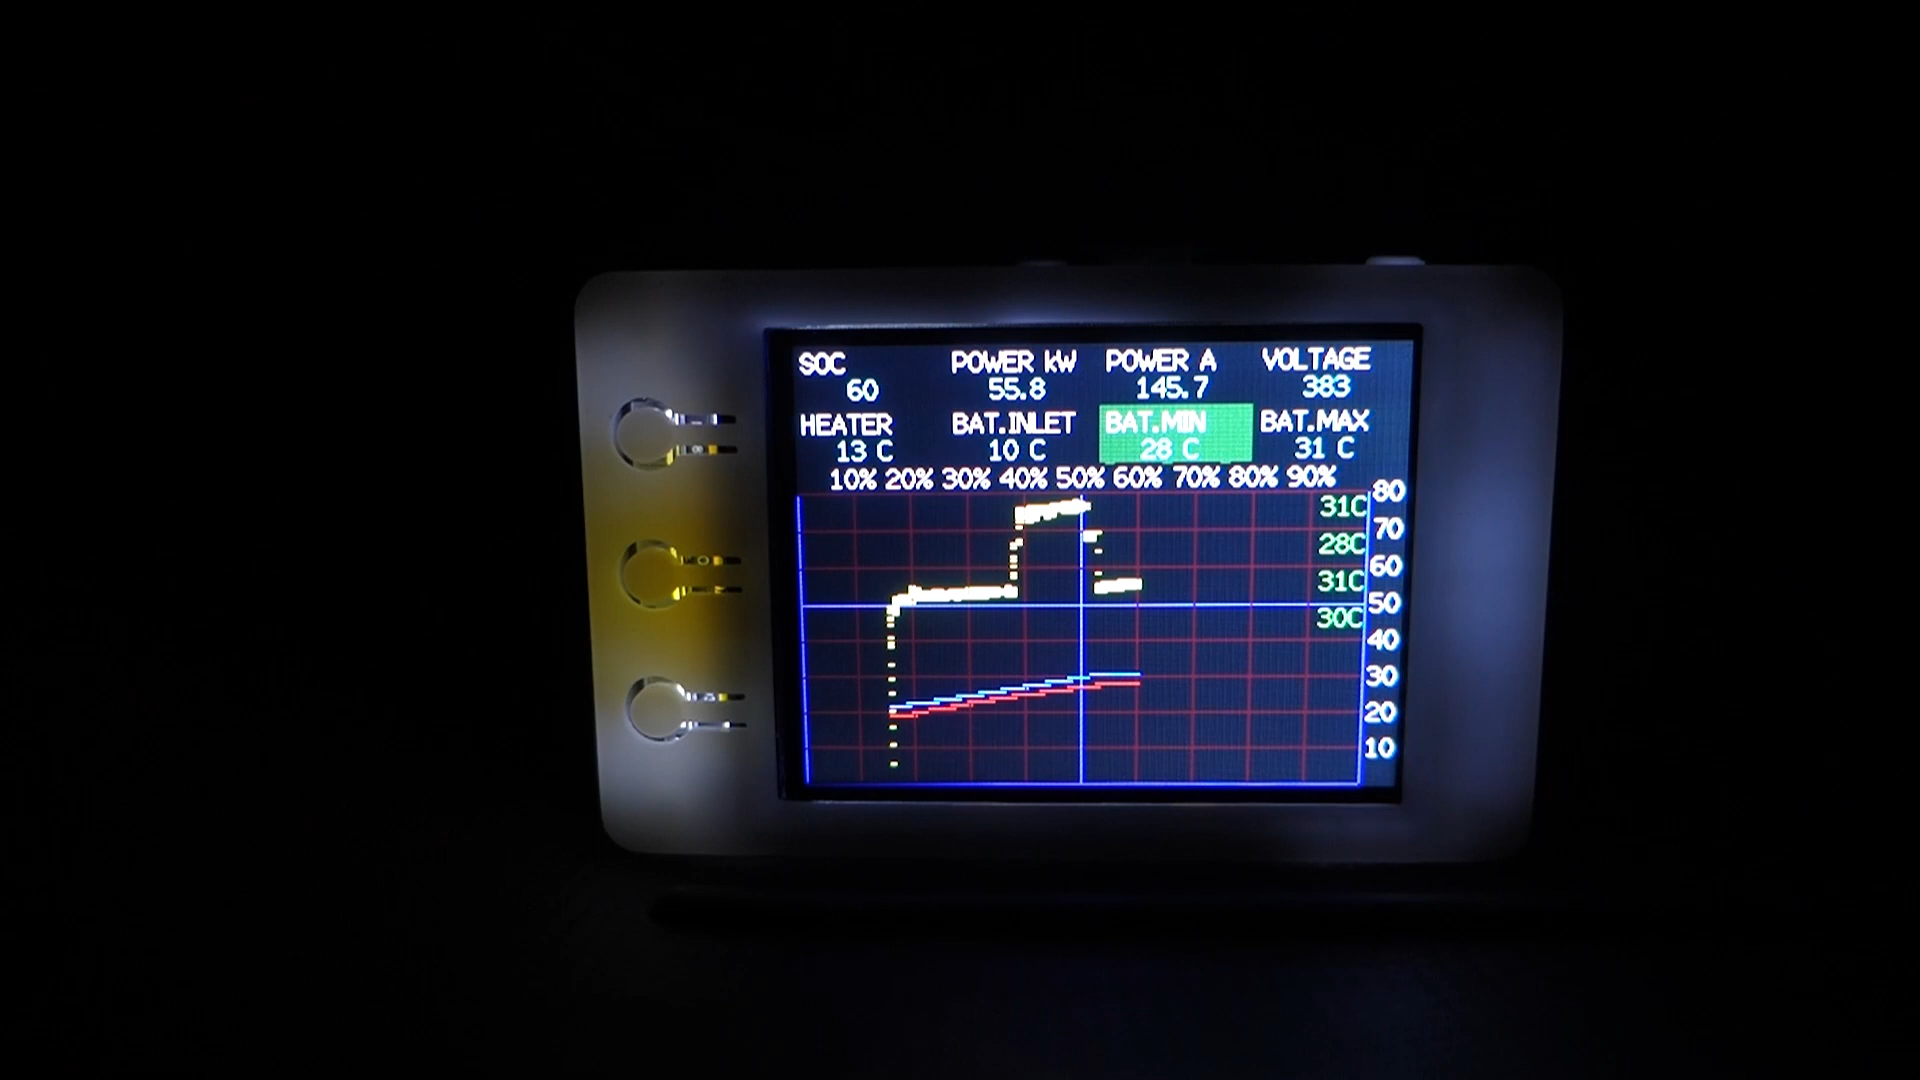 SOC POWER kW POWER A VOLTAGE
60 55.8 145.7 383
HEATER BAT.INLET BAT.MIN BAT.MAX
13 C 10 C 28 C 31 C
10% 20% 30% 40% 50% 60% 70% 80% 90%
80
31C
70
28C
60
31C
50
30C
40
30
20
10